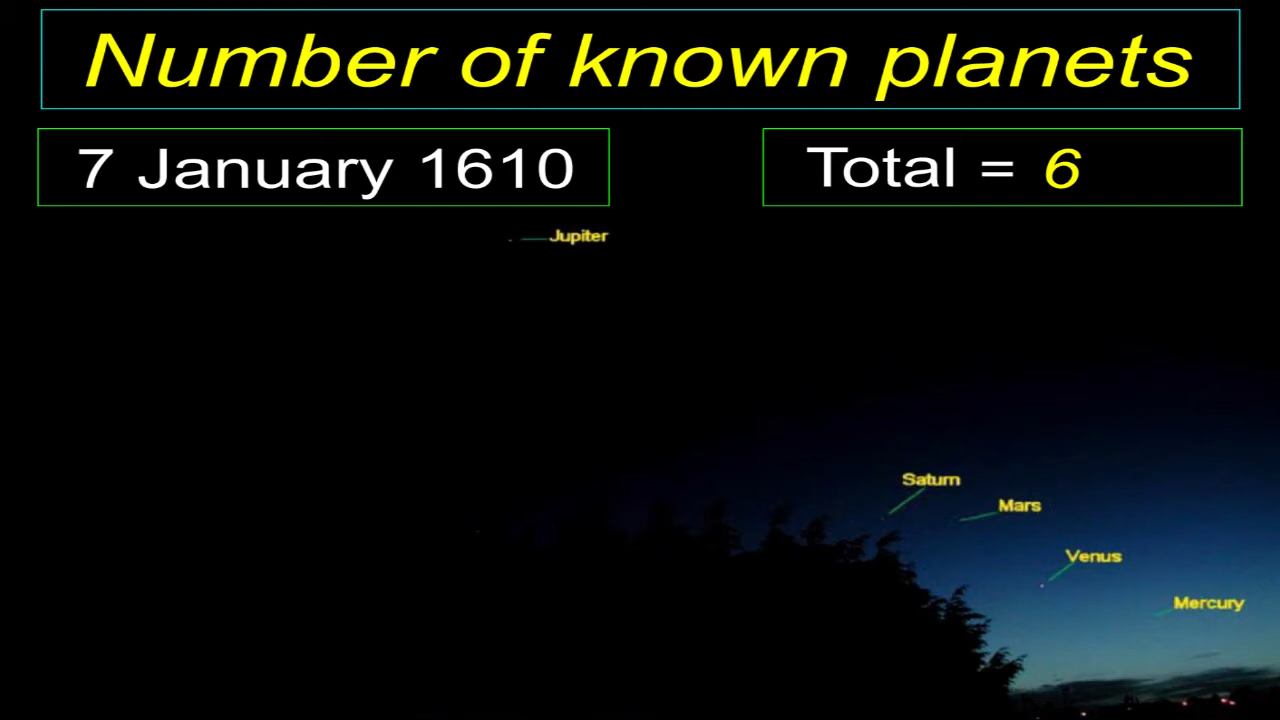 Number of known planets
7 January 1610
Total = 6
Jupiter
Saturn
Mars
Venus
Mercury